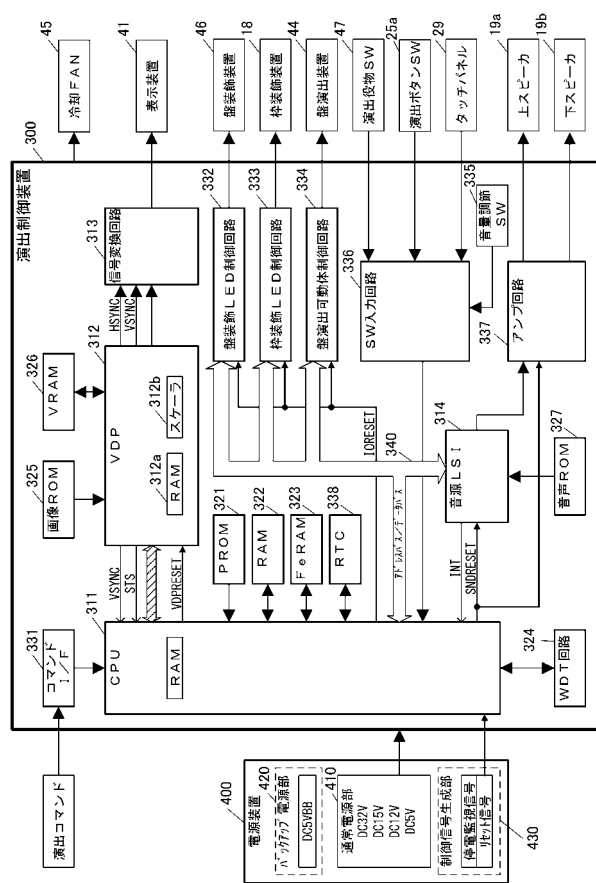 演出制御装置
300
冷却FAN
45
表示装置
41
盤装飾装置
46
枠装飾装置
18
盤演出装置
44
演出役物SW
47
演出ボタンSW
25a
タッチパネル
29
上スピーカ
19a
下スピーカ
19b
信号変換回路
313
HSYNC
VSYNC
盤装飾LED制御回路
332
枠装飾LED制御回路
333
盤演出可動体制御回路
334
音量調節
SW
335
SW入力回路
336
アンプ回路
337
VRAM
326
画像ROM
325
VDP
312
RAM
312a
スケーラ
312b
IORESET
340
音源LSI
314
音声ROM
327
VSYNC
STS
VDPRESET
PROM
321
RAM
322
FeRAM
323
RTC
338
アドレスバス/データバス
INT
SNDRESET
コマンド
I/F
331
CPU
311
RAM
WDT回路
324
演出コマンド
電源装置
400
バックアップ電源部
420
DC5VBB
通常電源部
410
DC32V
DC15V
DC12V
DC5V
制御信号生成部
停電監視信号
リセット信号
430